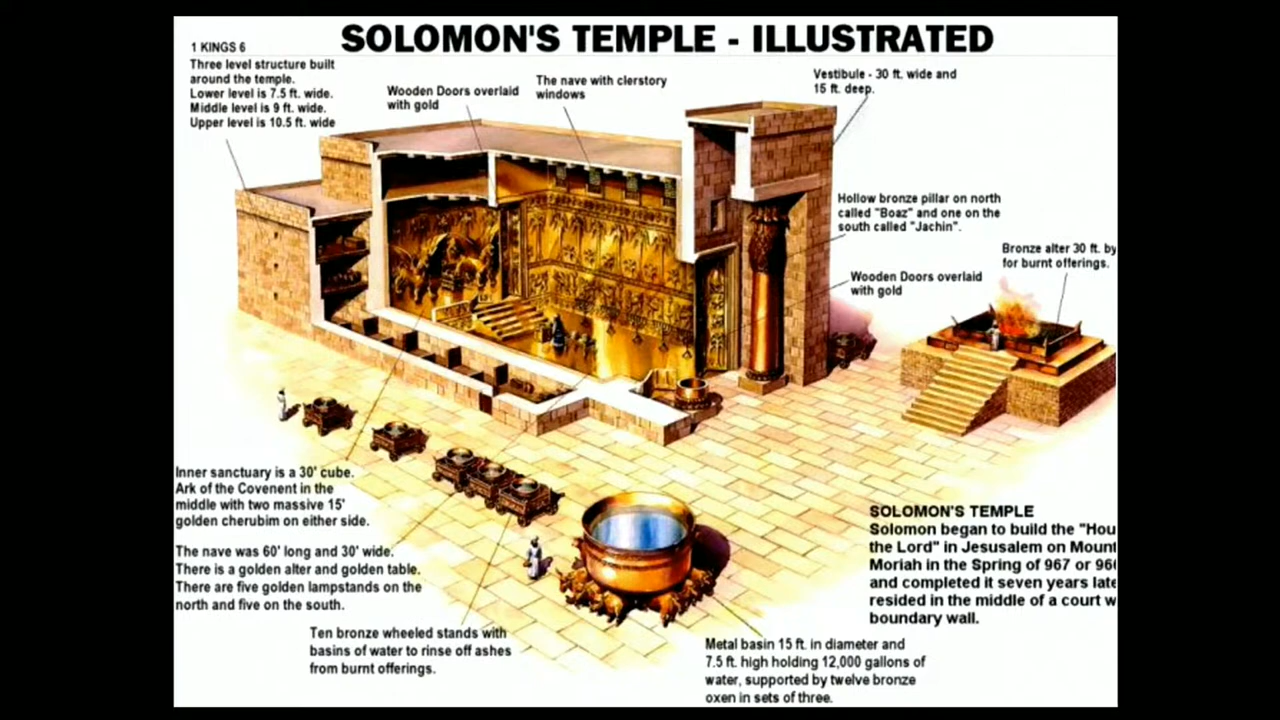 SOLOMON'S TEMPLE - ILLUSTRATED
1 KINGS 6
Three level structure built
around the temple.
Lower level is 7.5 ft. wide.
Middle level is 9 ft. wide.
Upper level is 10.5 ft. wide
Wooden Doors overlaid
with gold
The nave with clerstory
windows
Vestibule - 30 ft. wide and
15 ft. deep.
Hollow bronze pillar on north
called "Boaz" and one on the
south called "Jachin".
Bronze alter 30 ft. by
for burnt offerings.
Wooden Doors overlaid
with gold
Inner sanctuary is a 30' cube.
Ark of the Covenent in the
middle with two massive 15'
golden cherubim on either side.
The nave was 60' long and 30' wide.
There is a golden alter and golden table.
There are five golden lampstands on the
north and five on the south.
Ten bronze wheeled stands with
basins of water to rinse off ashes
from burnt offerings.
Metal basin 15 ft. in diameter and
7.5 ft. high holding 12,000 gallons of
water, supported by twelve bronze
oxen in sets of three.
SOLOMON'S TEMPLE
Solomon began to build the "Hou
the Lord" in Jesusalem on Mount
Moriah in the Spring of 967 or 96
and completed it seven years late
resided in the middle of a court w
boundary wall.